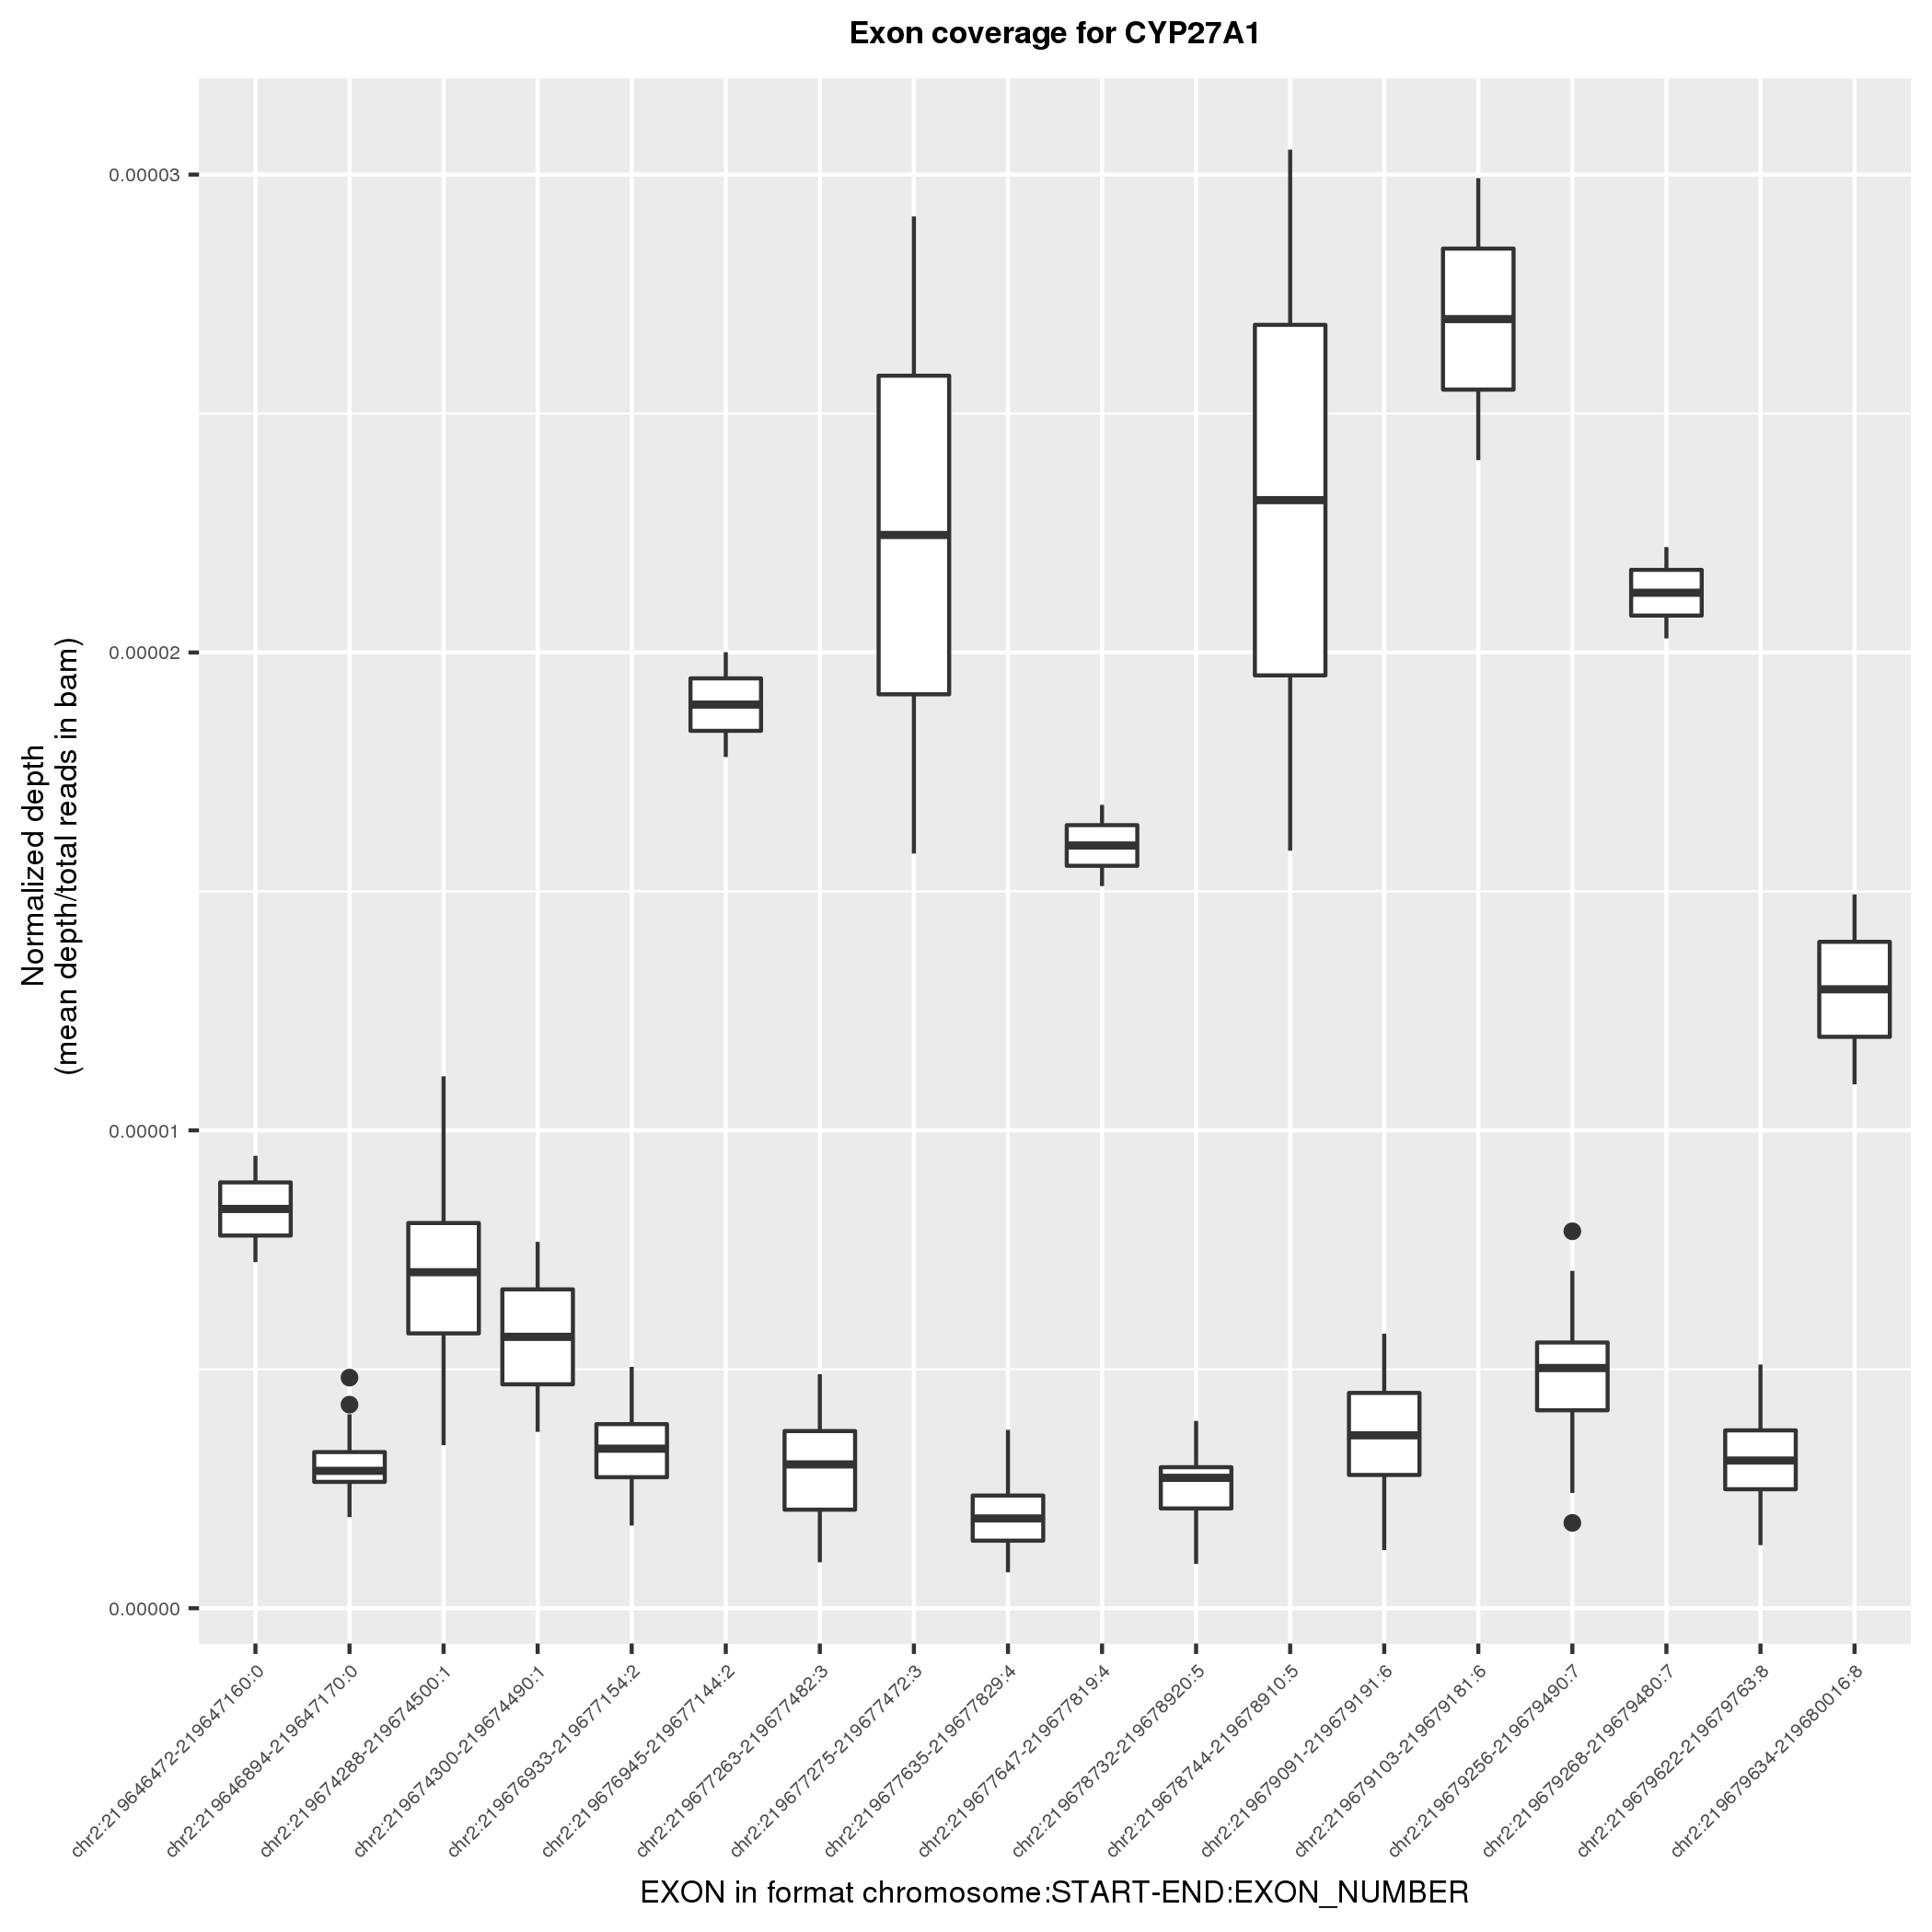 Exon coverage for CYP27A1
Normalized depth
(mean depth/total reads in bam)
0.00003
0.00002
0.00001
0.00000
chr2:219646472-219647160:0
chr2:219646894-219647170:0
chr2:219674288-219674500:1
chr2:219674300-219674490:1
chr2:219676933-219677154:2
chr2:219676945-219677144:2
chr2:219677263-219677482:3
chr2:219677275-219677472:3
chr2:219677635-219677829:4
chr2:219677647-219677819:4
chr2:219678732-219678920:5
chr2:219678744-219678910:5
chr2:219679091-219679191:6
chr2:219679103-219679181:6
chr2:219679256-219679490:7
chr2:219679268-219679480:7
chr2:219679622-219679763:8
chr2:219679634-219680016:8
EXON in format chromosome:START-END:EXON_NUMBER